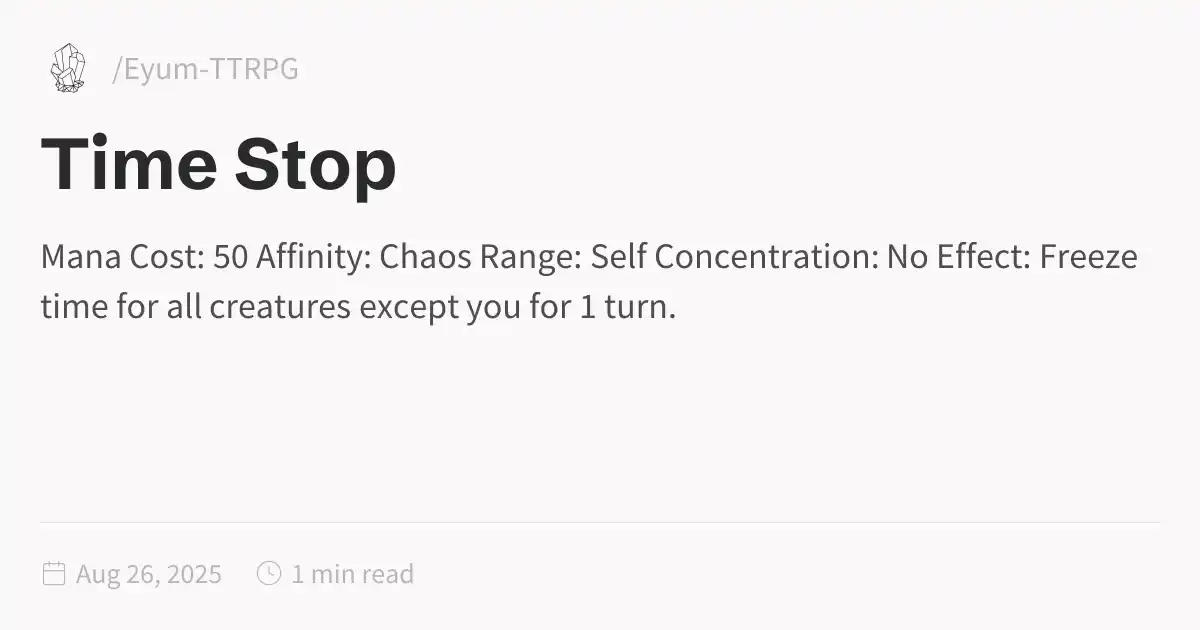 /Eyum-TTRPG
Time Stop
Mana Cost: 50 Affinity: Chaos Range: Self Concentration: No Effect: Freeze
time for all creatures except you for 1 turn.
Aug 26, 2025 1 min read